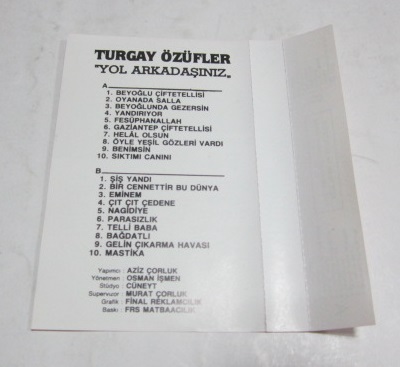 TURGAY ÖZÜFLER
"YOL ARKADAŞINIZ„
A
1. BEYOĞLU ÇİFTETELLİSİ
2. OYANADA SALLA
3. BEYOĞLUNDA GEZERSİN
4. YANDIRIYOR
5. FESÜPHANALLAH
6. GAZİANTEP ÇİFTETELLİSİ
7. HELÂL OLSUN
8. ÖYLE YEŞİL GÖZLERİ VARDI
9. BENİMSİN
10. SIKTIMI CANINI
B
1. ŞİŞ YANDI
2. BİR CENNETTİR BU DÜNYA
3. EMİNEM
4. ÇIT ÇIT ÇEDENE
5. NAGİDİYE
6. PARASIZLIK
7. TELLİ BABA
8. BAĞDATLI
9. GELİN ÇIKARMA HAVASI
10. MASTİKA
Yapımcı : AZİZ ÇORLUK
Yönetmen : OSMAN İŞMEN
Stüdyo : CÜNEYT
Supervuzor : MURAT ÇORLUK
Grafik : FİNAL REKLAMCILIK
Baskı : FRS MATBAACILIK